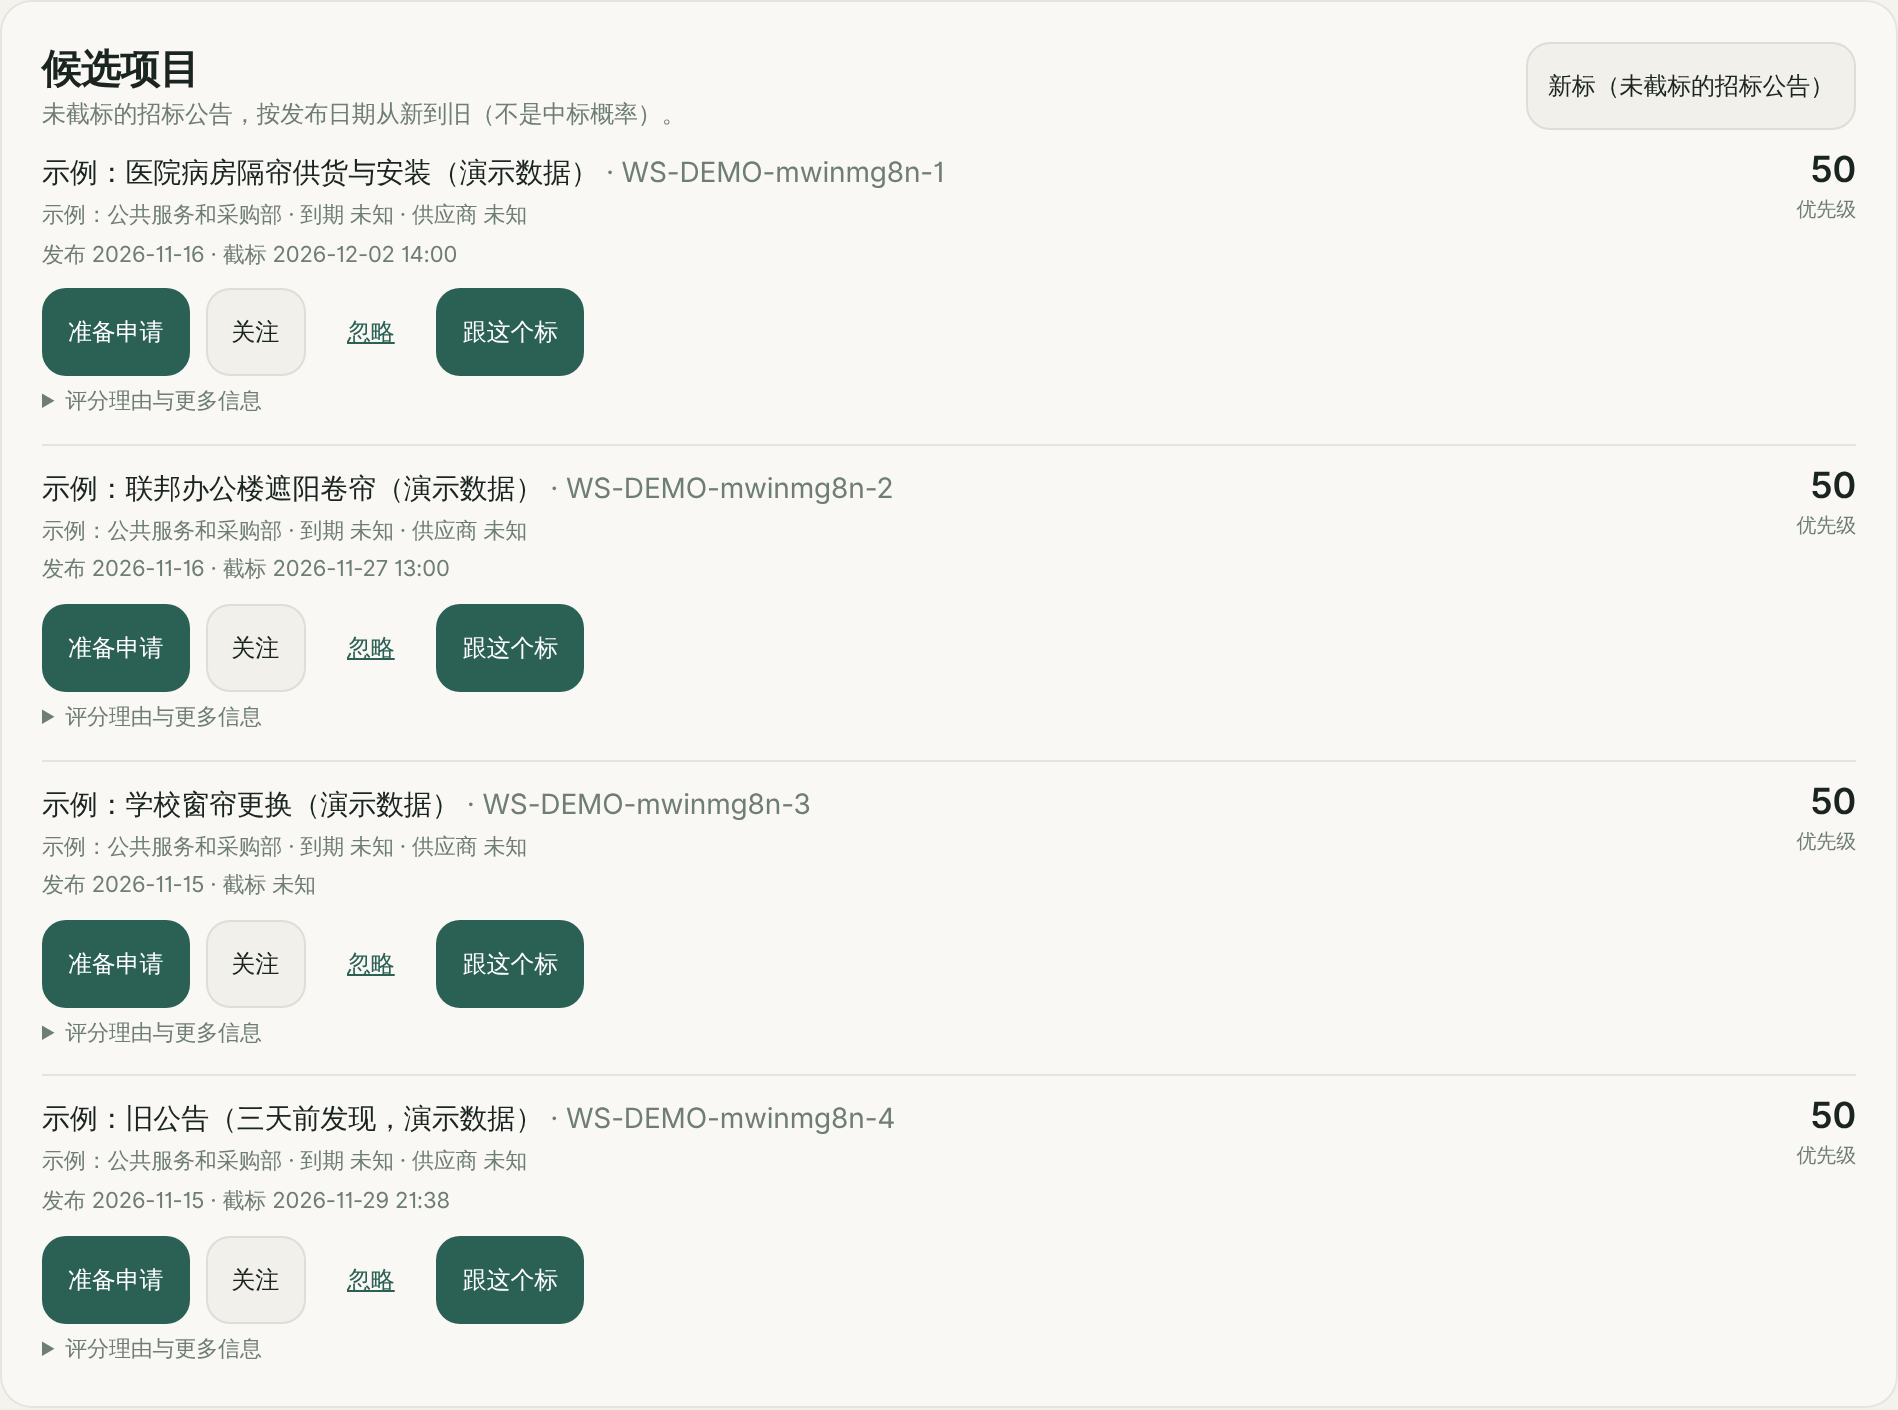 候选项目
未截标的招标公告，按发布日期从新到旧（不是中标概率）。
新标（未截标的招标公告）
示例：医院病房隔帘供货与安装（演示数据） · WS-DEMO-mwinmg8n-1
50
示例：公共服务和采购部 · 到期 未知 · 供应商 未知
优先级
发布 2026-11-16 · 截标 2026-12-02 14:00
准备申请 关注 忽略 跟这个标
▶ 评分理由与更多信息
示例：联邦办公楼遮阳卷帘（演示数据） · WS-DEMO-mwinmg8n-2
50
示例：公共服务和采购部 · 到期 未知 · 供应商 未知
优先级
发布 2026-11-16 · 截标 2026-11-27 13:00
准备申请 关注 忽略 跟这个标
▶ 评分理由与更多信息
示例：学校窗帘更换（演示数据） · WS-DEMO-mwinmg8n-3
50
示例：公共服务和采购部 · 到期 未知 · 供应商 未知
优先级
发布 2026-11-15 · 截标 未知
准备申请 关注 忽略 跟这个标
▶ 评分理由与更多信息
示例：旧公告（三天前发现，演示数据） · WS-DEMO-mwinmg8n-4
50
示例：公共服务和采购部 · 到期 未知 · 供应商 未知
优先级
发布 2026-11-15 · 截标 2026-11-29 21:38
准备申请 关注 忽略 跟这个标
▶ 评分理由与更多信息